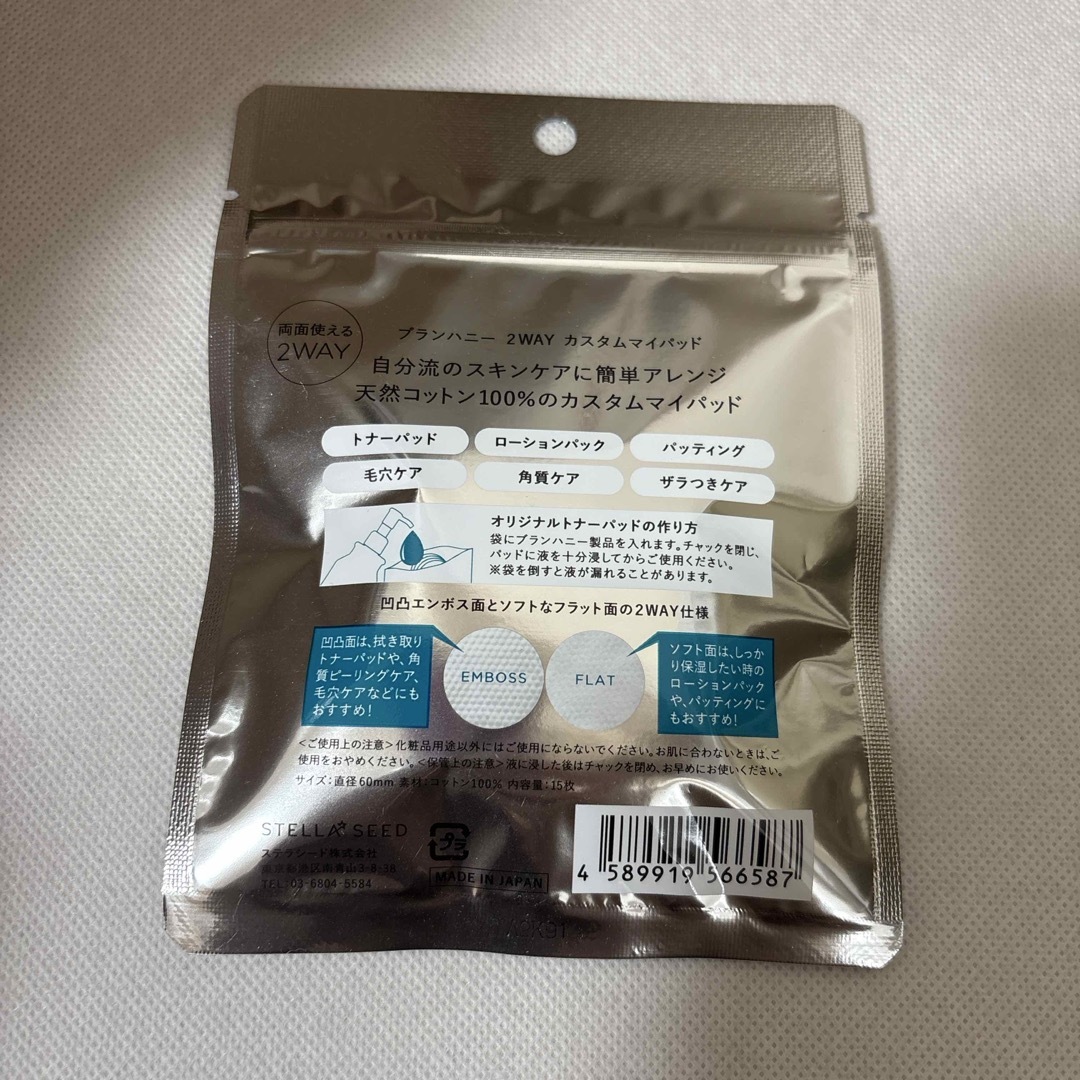 両面使える
2WAY
ブランハニー 2WAY カスタムマイパッド
自分流のスキンケアに簡単アレンジ
天然コットン100%のカスタムマイパッド
トナーパッド
ローションパック
パッティング
毛穴ケア
角質ケア
ザラつきケア
オリジナルトナーパッドの作り方
袋にブランハニー製品を入れます。チャックを閉じ、
パッドに液を十分浸してからご使用ください。
※袋を倒すと液が漏れることがあります。
凹凸エンボス面とソフトなフラット面の2WAY仕様
凹凸面は、拭き取り
トナーパッドや、角
質ピーリングケア、
毛穴ケアなどにも
おすすめ!
EMBOSS
FLAT
ソフト面は、しっか
り保湿したい時の
ローションパック
や、パッティングに
もおすすめ!
<ご使用上の注意>化粧品用途以外にはご使用にならないでください。お肌に合わないときは、ご
使用をおやめください。<保管上の注意>液に浸した後はチャックを閉め、お早めにお使いください。
サイズ:直径60mm 素材:コットン100% 内容量:15枚
STELLA SEED
ステラシード株式会社
東京都港区南青山3-8-38
TEL:03-6804-5584
プラ
MADE IN JAPAN
4 589919 566587